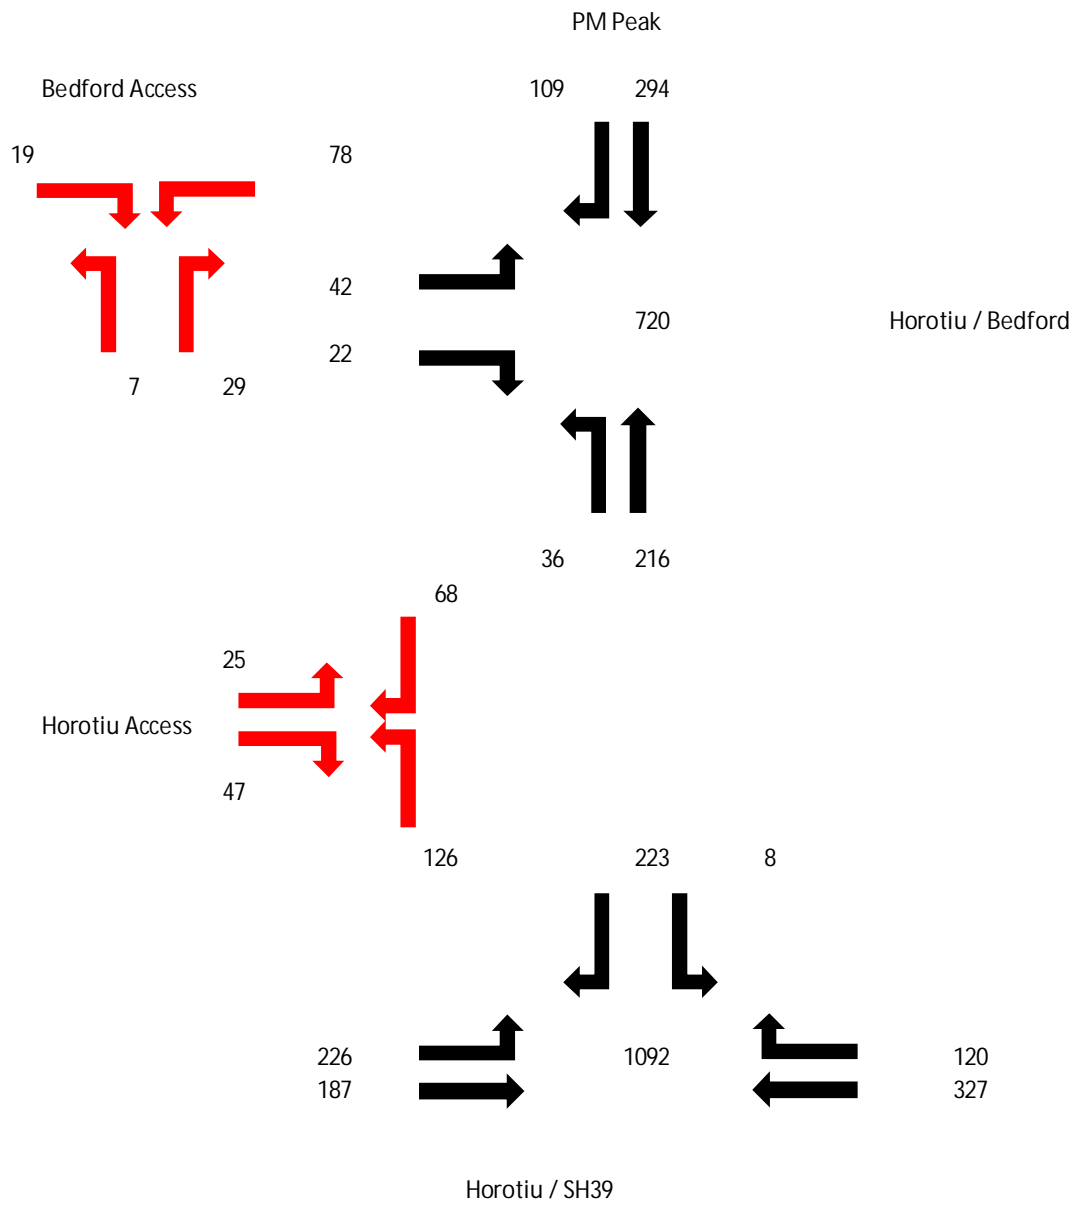 PM Peak
Bedford Access
109 294
19 78
42
720 Horotiu / Bedford
22
7 29
36 216
68
25
Horotiu Access
47
126 223 8
226 1092 120
187 327
Horotiu / SH39